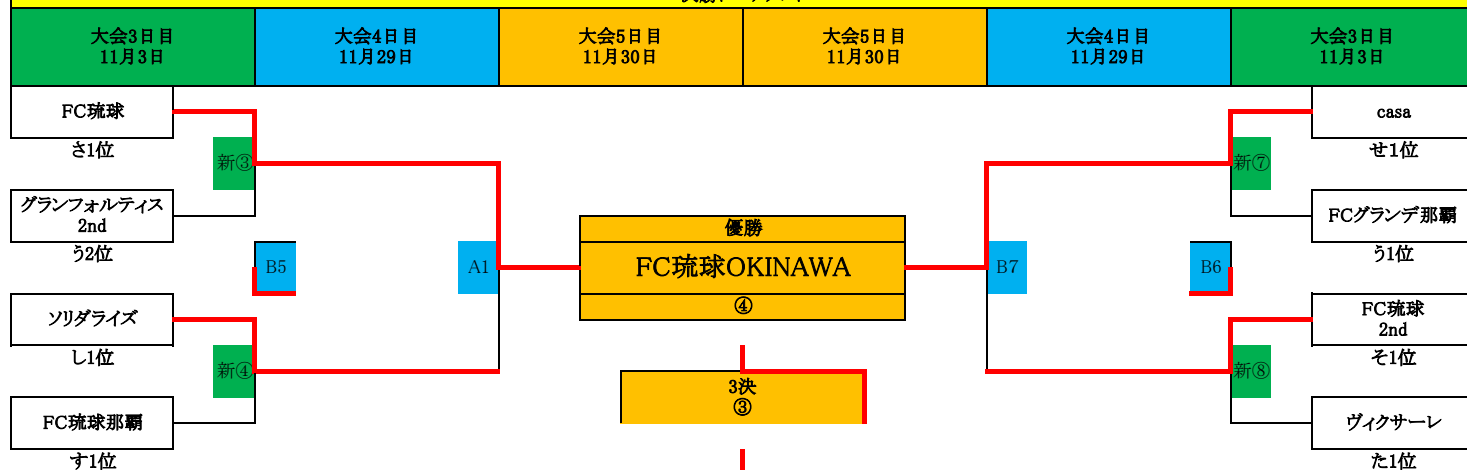 大会3日目
11月3日
大会4日目
11月29日
大会5日目
11月30日
大会5日目
11月30日
大会4日目
11月29日
大会3日目
11月3日
FC琉球
さ1位
新③
グランフォルティス
2nd
う2位
B5
A1
ソリダライズ
し1位
新④
FC琉球那覇
す1位
優勝
FC琉球OKINAWA
④
3決
③
casa
せ1位
新⑦
FCグランデ那覇
う1位
B7
B6
FC琉球
2nd
そ1位
新⑧
ヴィクサーレ
た1位